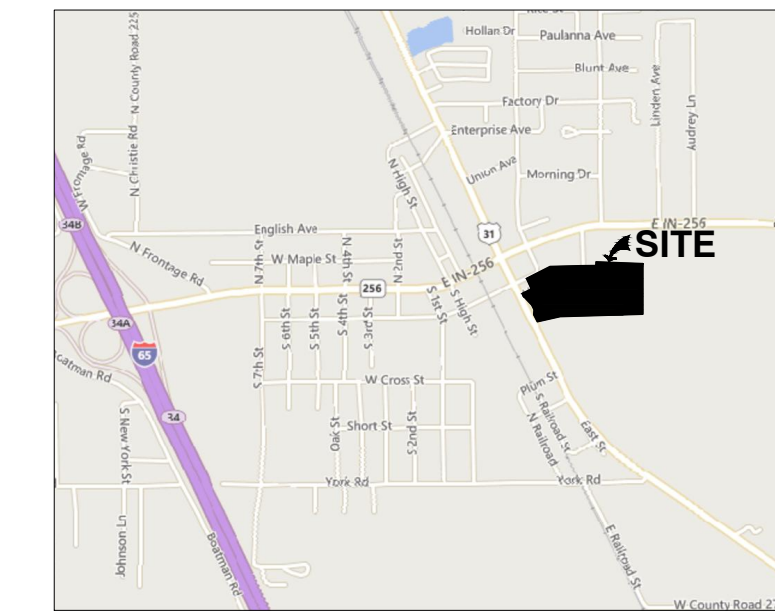 Rice St
Hollan Dr
Paulanna Ave
Blunt Ave
Factory Dr
Enterprise Ave
Union Ave
Morning Dr
Linden Ave
Audrey Ln
N County Road 225
N Christie Rd
W Frontage Rd
34B
English Ave
N Frontage Rd
W Maple St
N 7th St
N 4th St
N 2nd St
N High St
31
E IN-256
E IN-256
SITE
256
34A
65
S 1st St
S High St
S 6th St
S 5th St
S 4th St
S 3rd St
S 7th St
oatman Rd
W Cross St
Plum St
34
S New York St
Oak St
Short St
S 2nd St
S Railroad St
N Railroad
East St
York Rd
York Rd
Johnson Ln
Boatman Rd
E Railroad St
W County Road 2